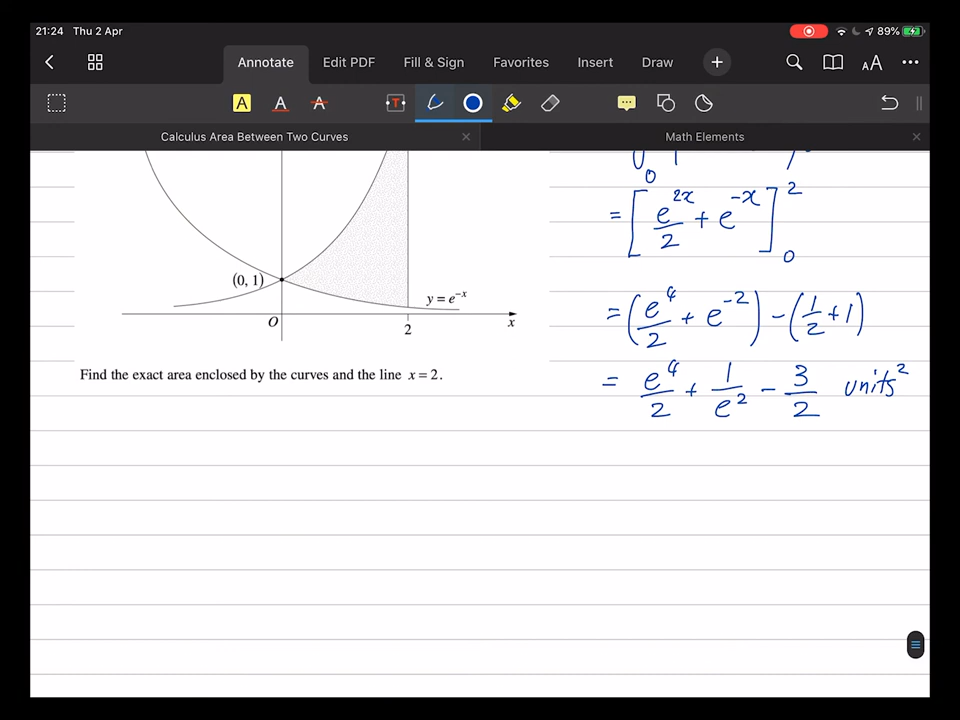 21:24 Thu 2 Apr 89%
Annotate Edit PDF Fill & Sign Favorites Insert Draw
Calculus Area Between Two Curves Math Elements
(0, 1)
y = e^{-x}
O 2 x
Find the exact area enclosed by the curves and the line x = 2.
= [e^{2x}/2 + e^{-x}]_0^2
= (e^4/2 + e^{-2}) - (1/2 + 1)
= e^4/2 + 1/e^2 - 3/2 units^2